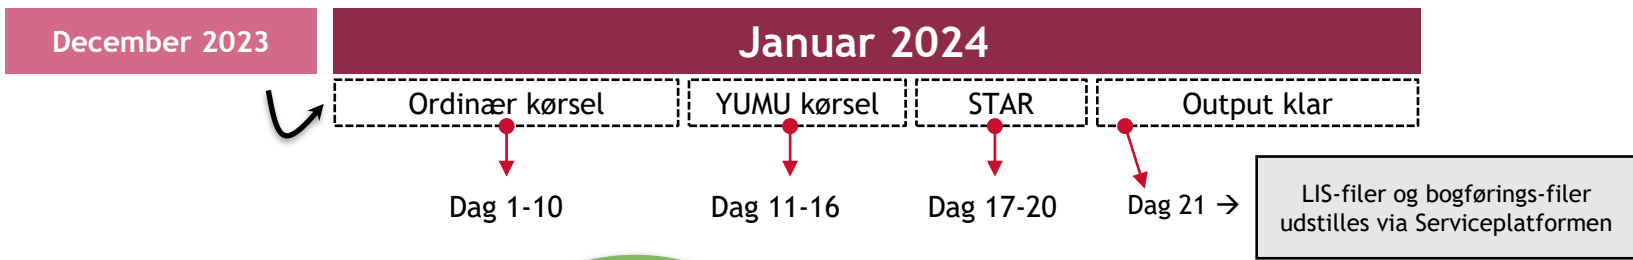 December 2023
Januar 2024
Ordinær kørsel
YUMU kørsel
STAR
Output klar
Dag 1-10
Dag 11-16
Dag 17-20
Dag 21 →
LIS-filer og bogførings-filer
udstilles via Serviceplatformen